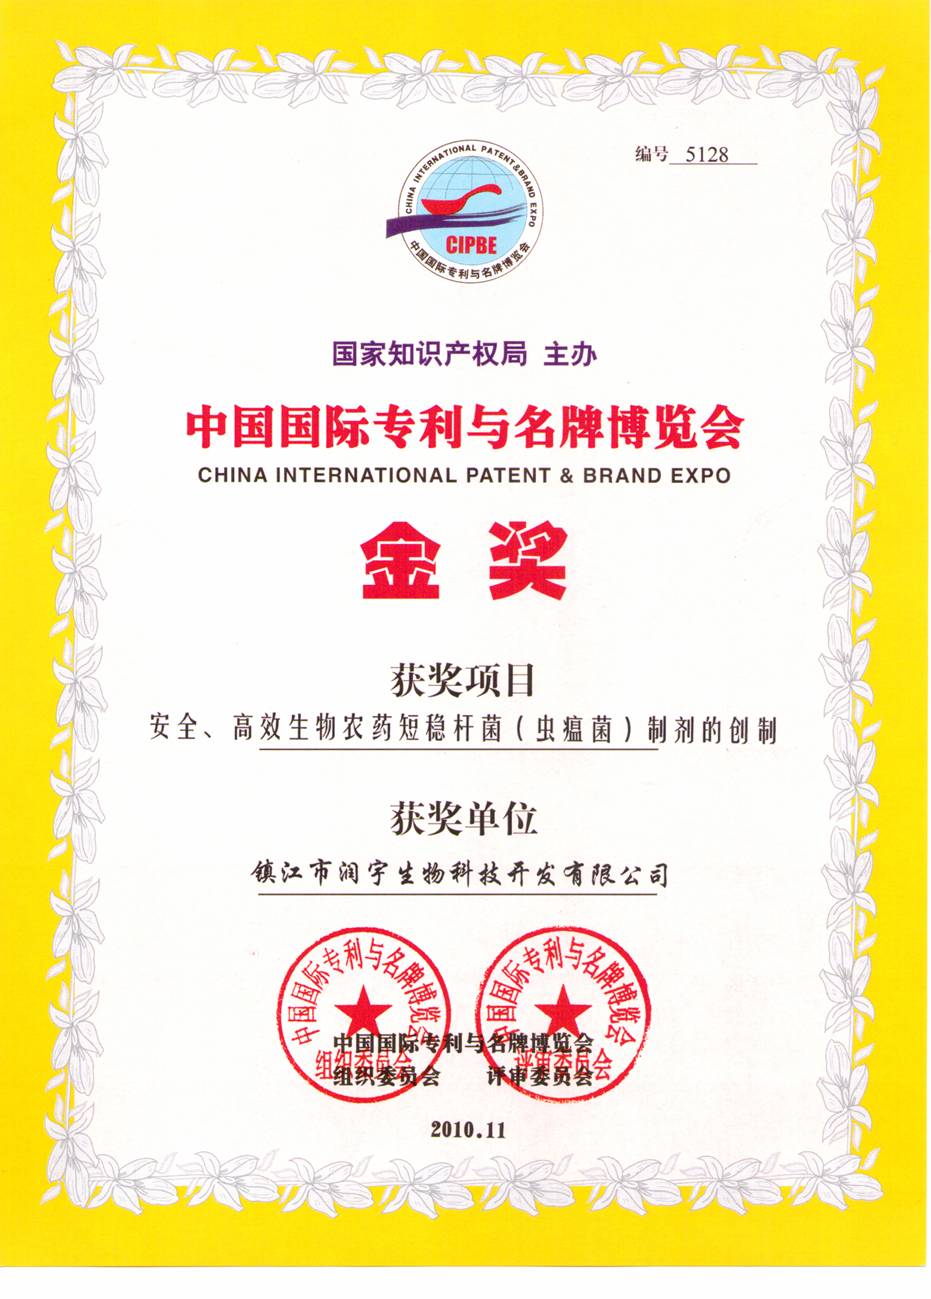 编号 5128
CHINA INTERNATIONAL PATENT & BRAND EXPO
CIPBE
中国国际专利与名牌博览会
国家知识产权局 主办
中国国际专利与名牌博览会
CHINA INTERNATIONAL PATENT & BRAND EXPO
金奖
获奖项目
安全、高效生物农药短稳杆菌(虫瘟菌)制剂的创制
获奖单位
镇江市润宇生物科技开发有限公司
中国国际专利与名牌博览会
组织委员会
中国国际专利与名牌博览会
评审委员会
中国国际专利与名牌博览会
组织委员会 评审委员会
2010.11